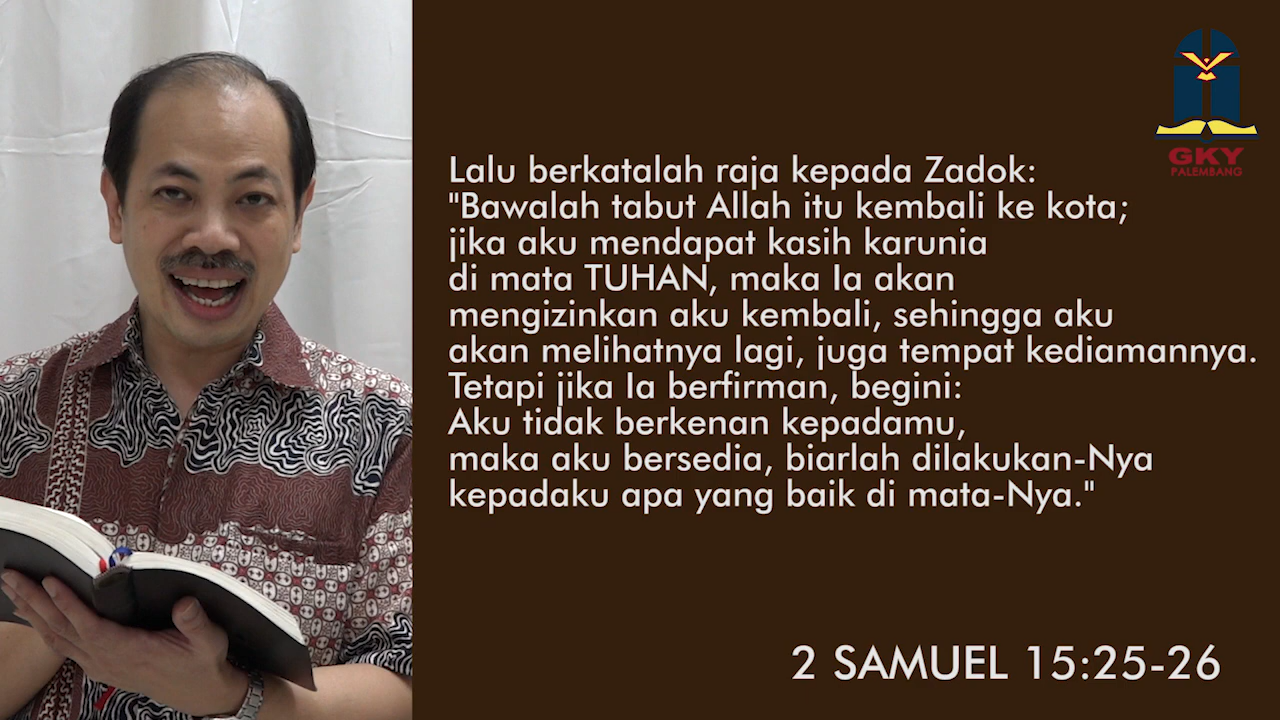 GKY
PALEMBANG
Lalu berkatalah raja kepada Zadok:
"Bawalah tabut Allah itu kembali ke kota;
jika aku mendapat kasih karunia
di mata TUHAN, maka Ia akan
mengizinkan aku kembali, sehingga aku
akan melihatnya lagi, juga tempat kediamannya.
Tetapi jika Ia berfirman, begini:
Aku tidak berkenan kepadamu,
maka aku bersedia, biarlah dilakukan-Nya
kepadaku apa yang baik di mata-Nya."
2 SAMUEL 15:25-26